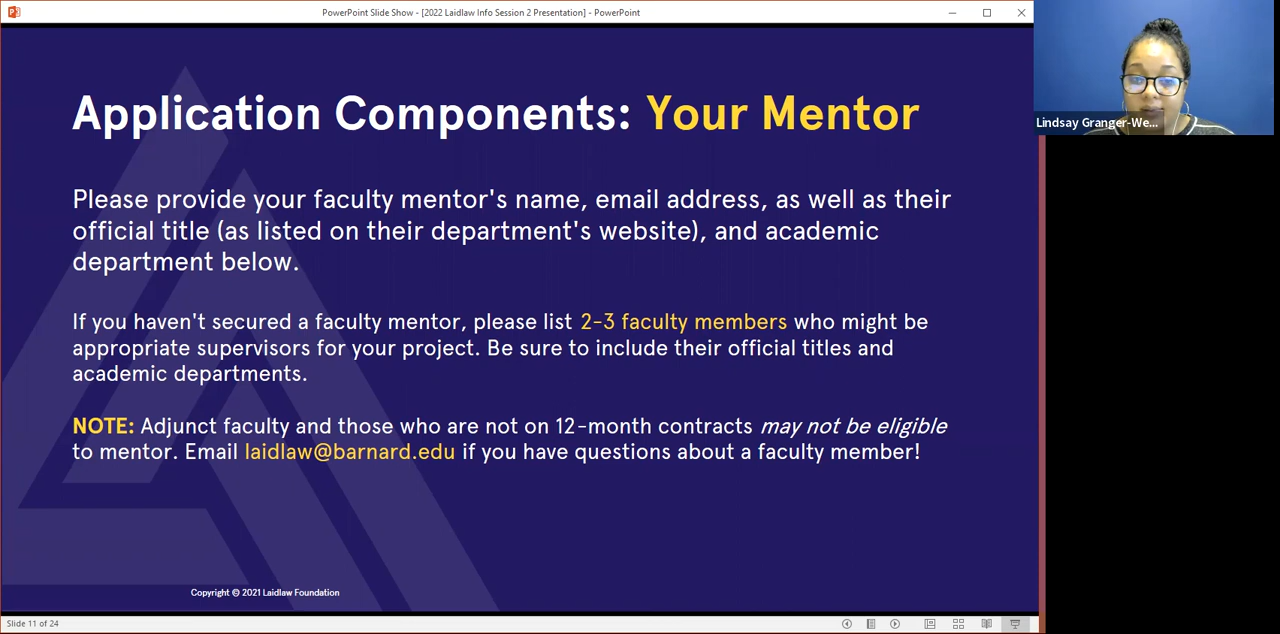 PowerPoint Slide Show - [2022 Laidlaw Info Session 2 Presentation] - PowerPoint
Application Components: Your Mentor
Please provide your faculty mentor's name, email address, as well as their
official title (as listed on their department's website), and academic
department below.
If you haven't secured a faculty mentor, please list 2-3 faculty members who might be
appropriate supervisors for your project. Be sure to include their official titles and
academic departments.
NOTE: Adjunct faculty and those who are not on 12-month contracts may not be eligible
to mentor. Email laidlaw@barnard.edu if you have questions about a faculty member!
Copyright © 2021 Laidlaw Foundation
Slide 11 of 24
Lindsay Granger-We...